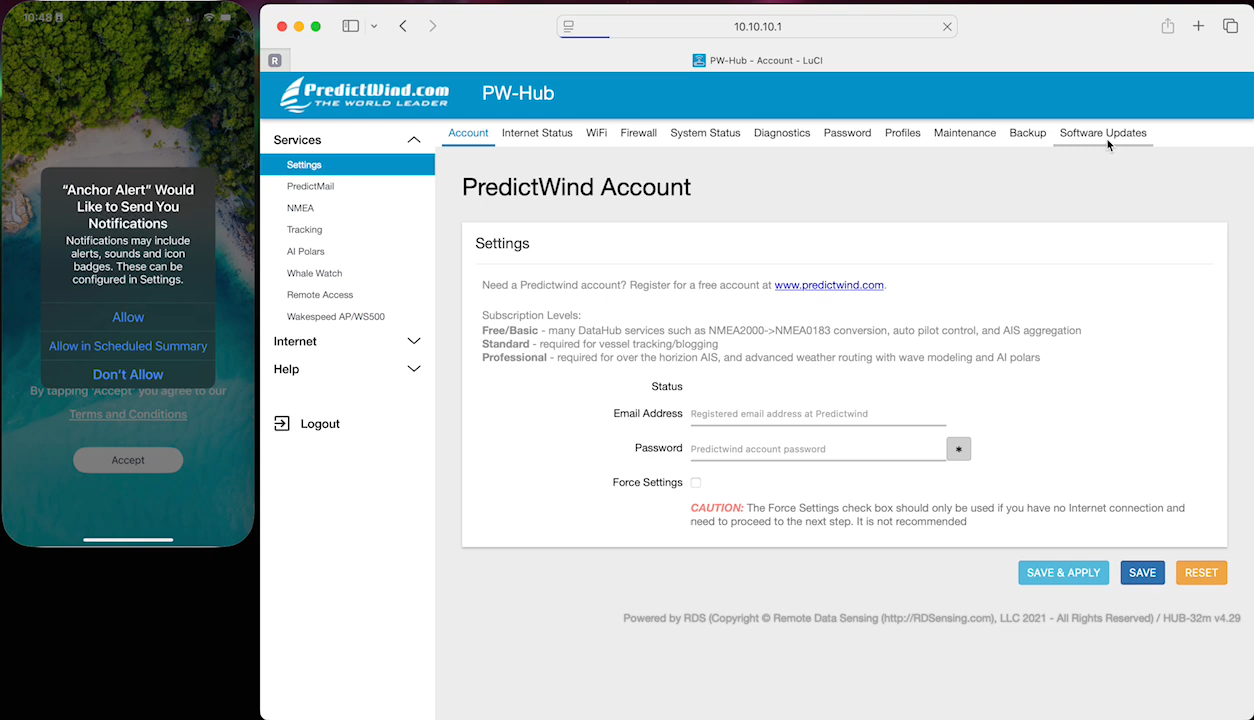 10:48
“Anchor Alert” Would
Like to Send You
Notifications
Notifications may include
alerts, sounds and icon
badges. These can be
configured in Settings.
Allow
Allow in Scheduled Summary
Don’t Allow
By tapping 'Accept' you agree to our
Terms and Conditions
Accept
10.10.10.1
R
PW-Hub - Account - LuCI
PredictWind.com
THE WORLD LEADER
PW-Hub
Services
Settings
PredictMail
NMEA
Tracking
AI Polars
Whale Watch
Remote Access
Wakespeed AP/WS500
Internet
Help
Logout
Account Internet Status WiFi Firewall System Status Diagnostics Password Profiles Maintenance Backup Software Updates
PredictWind Account
Settings
Need a Predictwind account? Register for a free account at www.predictwind.com.
Subscription Levels:
Free/Basic - many DataHub services such as NMEA2000->NMEA0183 conversion, auto pilot control, and AIS aggregation
Standard - required for vessel tracking/blogging
Professional - required for over the horizion AIS, and advanced weather routing with wave modeling and AI polars
Status
Email Address Registered email address at Predictwind
Password Predictwind account password *
Force Settings
CAUTION: The Force Settings check box should only be used if you have no Internet connection and
need to proceed to the next step. It is not recommended
SAVE & APPLY SAVE RESET
Powered by RDS (Copyright © Remote Data Sensing (http://RDSensing.com), LLC 2021 - All Rights Reserved) / HUB-32m v4.29